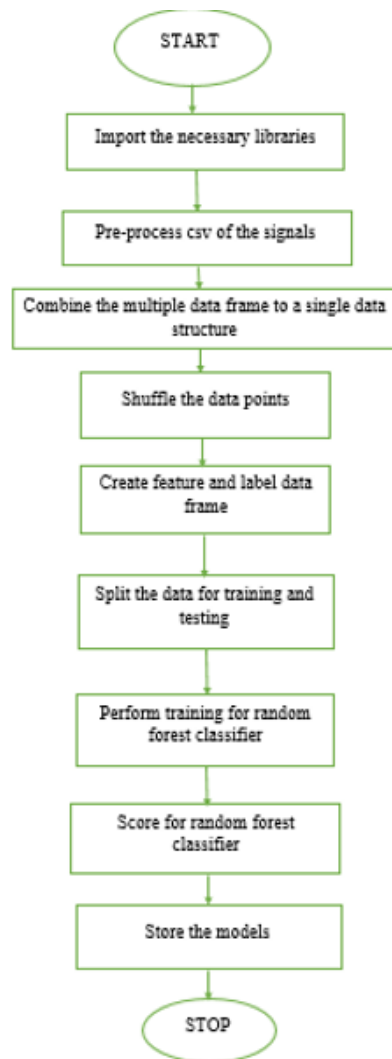 START
Import the necessary libraries
Pre-process csv of the signals
Combine the multiple data frame to a single data
structure
Shuffle the data points
Create feature and label data
frame
Split the data for training and
testing
Perform training for random
forest classifier
Score for random forest
classifier
Store the models
STOP